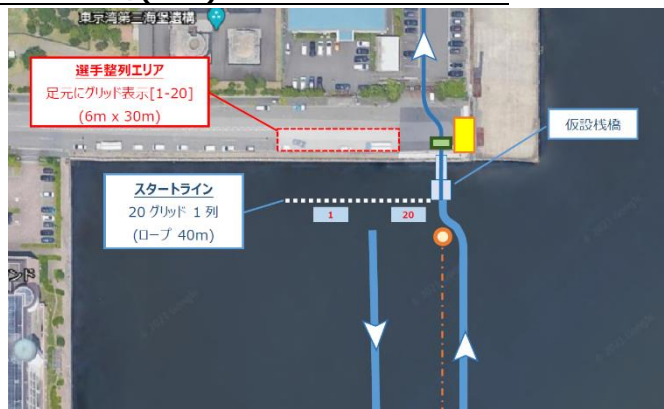 東京湾第三海堡遺構
選手整列エリア
足元にグリッド表示[1-20]
(6m x 30m)
仮設桟橋
スタートライン
20 グリッド 1 列
(ロープ 40m)
1
20
ンド